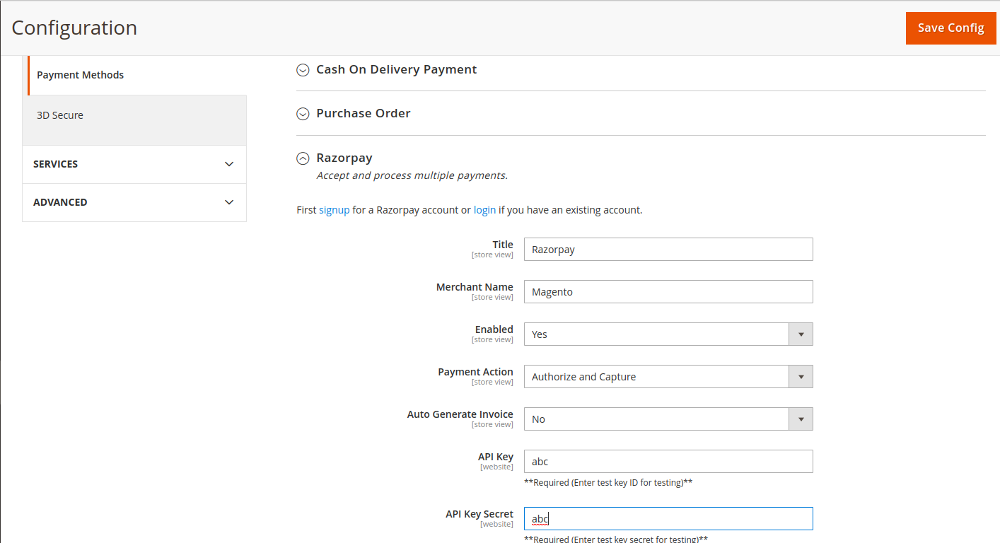 Configuration
Save Config
Payment Methods
3D Secure
SERVICES
ADVANCED
Cash On Delivery Payment
Purchase Order
Razorpay
Accept and process multiple payments.
First signup for a Razorpay account or login if you have an existing account.
Title
[store view]
Razorpay
Merchant Name
[store view]
Magento
Enabled
[store view]
Yes
Payment Action
[store view]
Authorize and Capture
Auto Generate Invoice
[store view]
No
API Key
[website]
abc
**Required (Enter test key ID for testing)**
API Key Secret
[website]
abc
**Required (Enter test key secret for testing)**